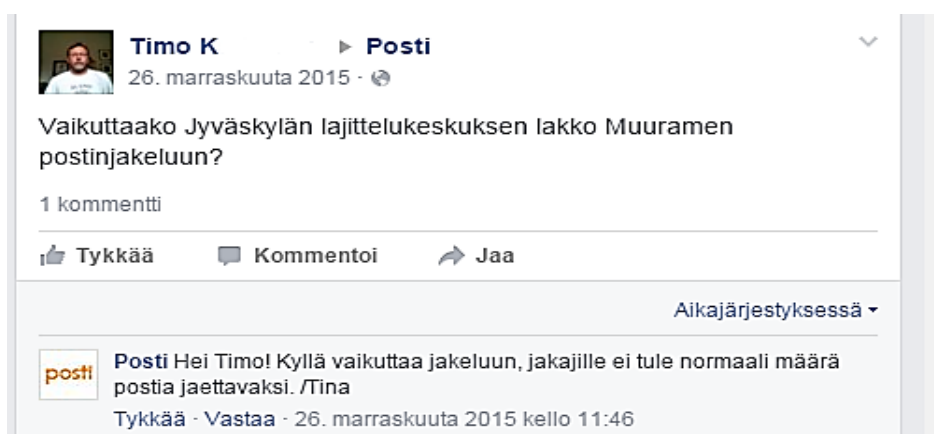 Timo K ▸ Posti
26. marraskuuta 2015 ·
Vaikuttaako Jyväskylän lajittelukeskuksen lakko Muuramen
postinjakeluun?
1 kommentti
Tykkää Kommentoi Jaa
Aikajärjestyksessä
posti
Posti Hei Timo! Kyllä vaikuttaa jakeluun, jakajille ei tule normaali määrä
postia jaettavaksi. /Tina
Tykkää · Vastaa · 26. marraskuuta 2015 kello 11:46